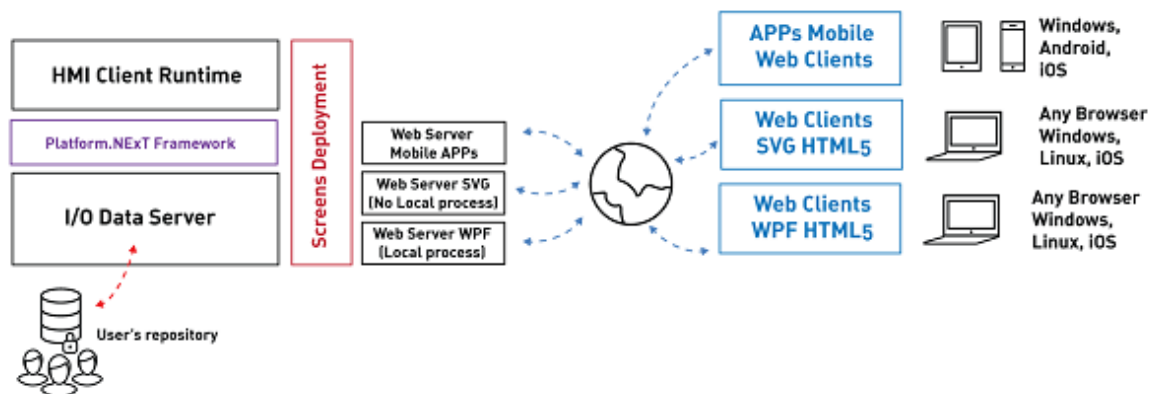 HMI Client Runtime
Platform.NExT Framework
I/O Data Server
User's repository
Screens Deployment
Web Server
Mobile APPs
Web Server SVG
(No Local process)
Web Server WPF
(Local process)
APPs Mobile
Web Clients
Web Clients
SVG HTML5
Web Clients
WPF HTML5
Windows,
Android,
iOS
Any Browser
Windows,
Linux, iOS
Any Browser
Windows,
Linux, iOS